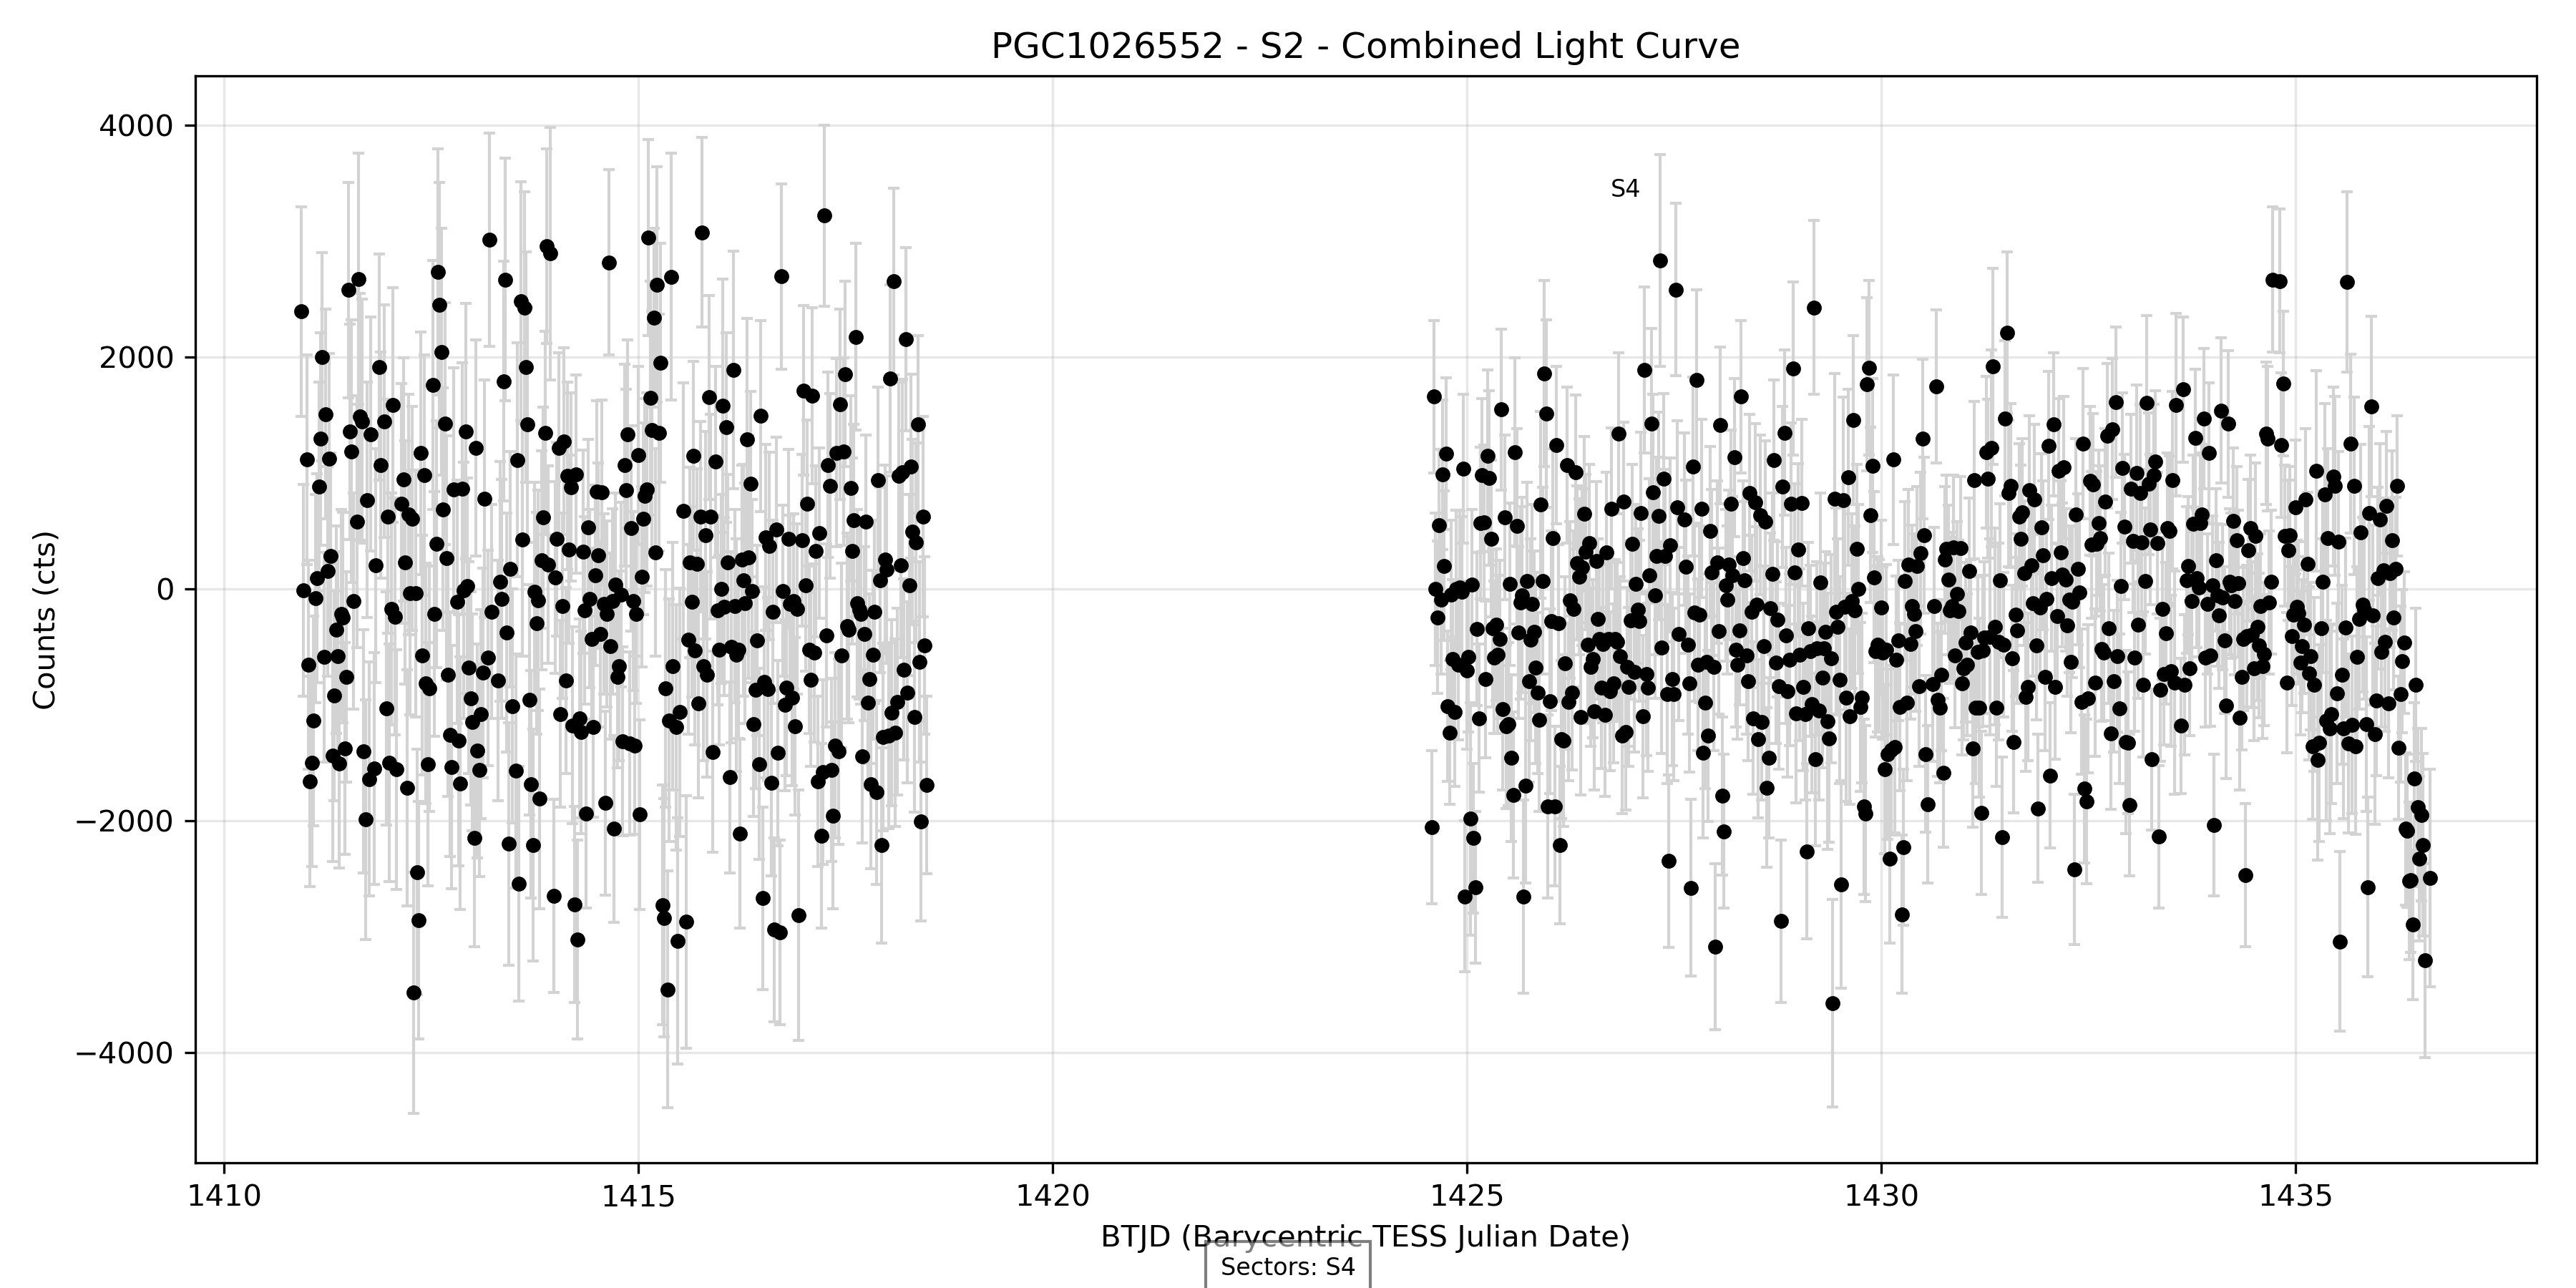 PGC1026552 - S2 - Combined Light Curve
4000
2000
0
−2000
−4000
Counts (cts)
S4
1410
1415
1420
1425
1430
1435
BTJD (Barycentric TESS Julian Date)
Sectors: S4